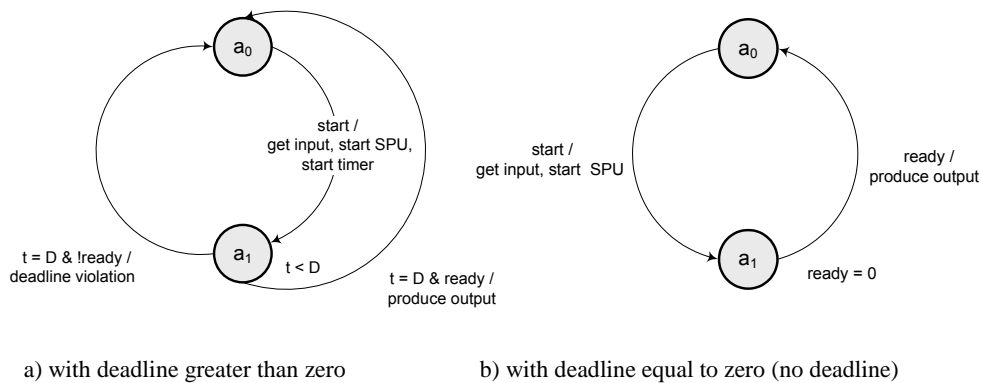 a0
a0
start /
get input, start SPU,
start timer
start /
get input, start SPU
ready /
produce output
a1
a1
t = D & !ready /
deadline violation
t < D
t = D & ready /
produce output
ready = 0
a) with deadline greater than zero
b) with deadline equal to zero (no deadline)